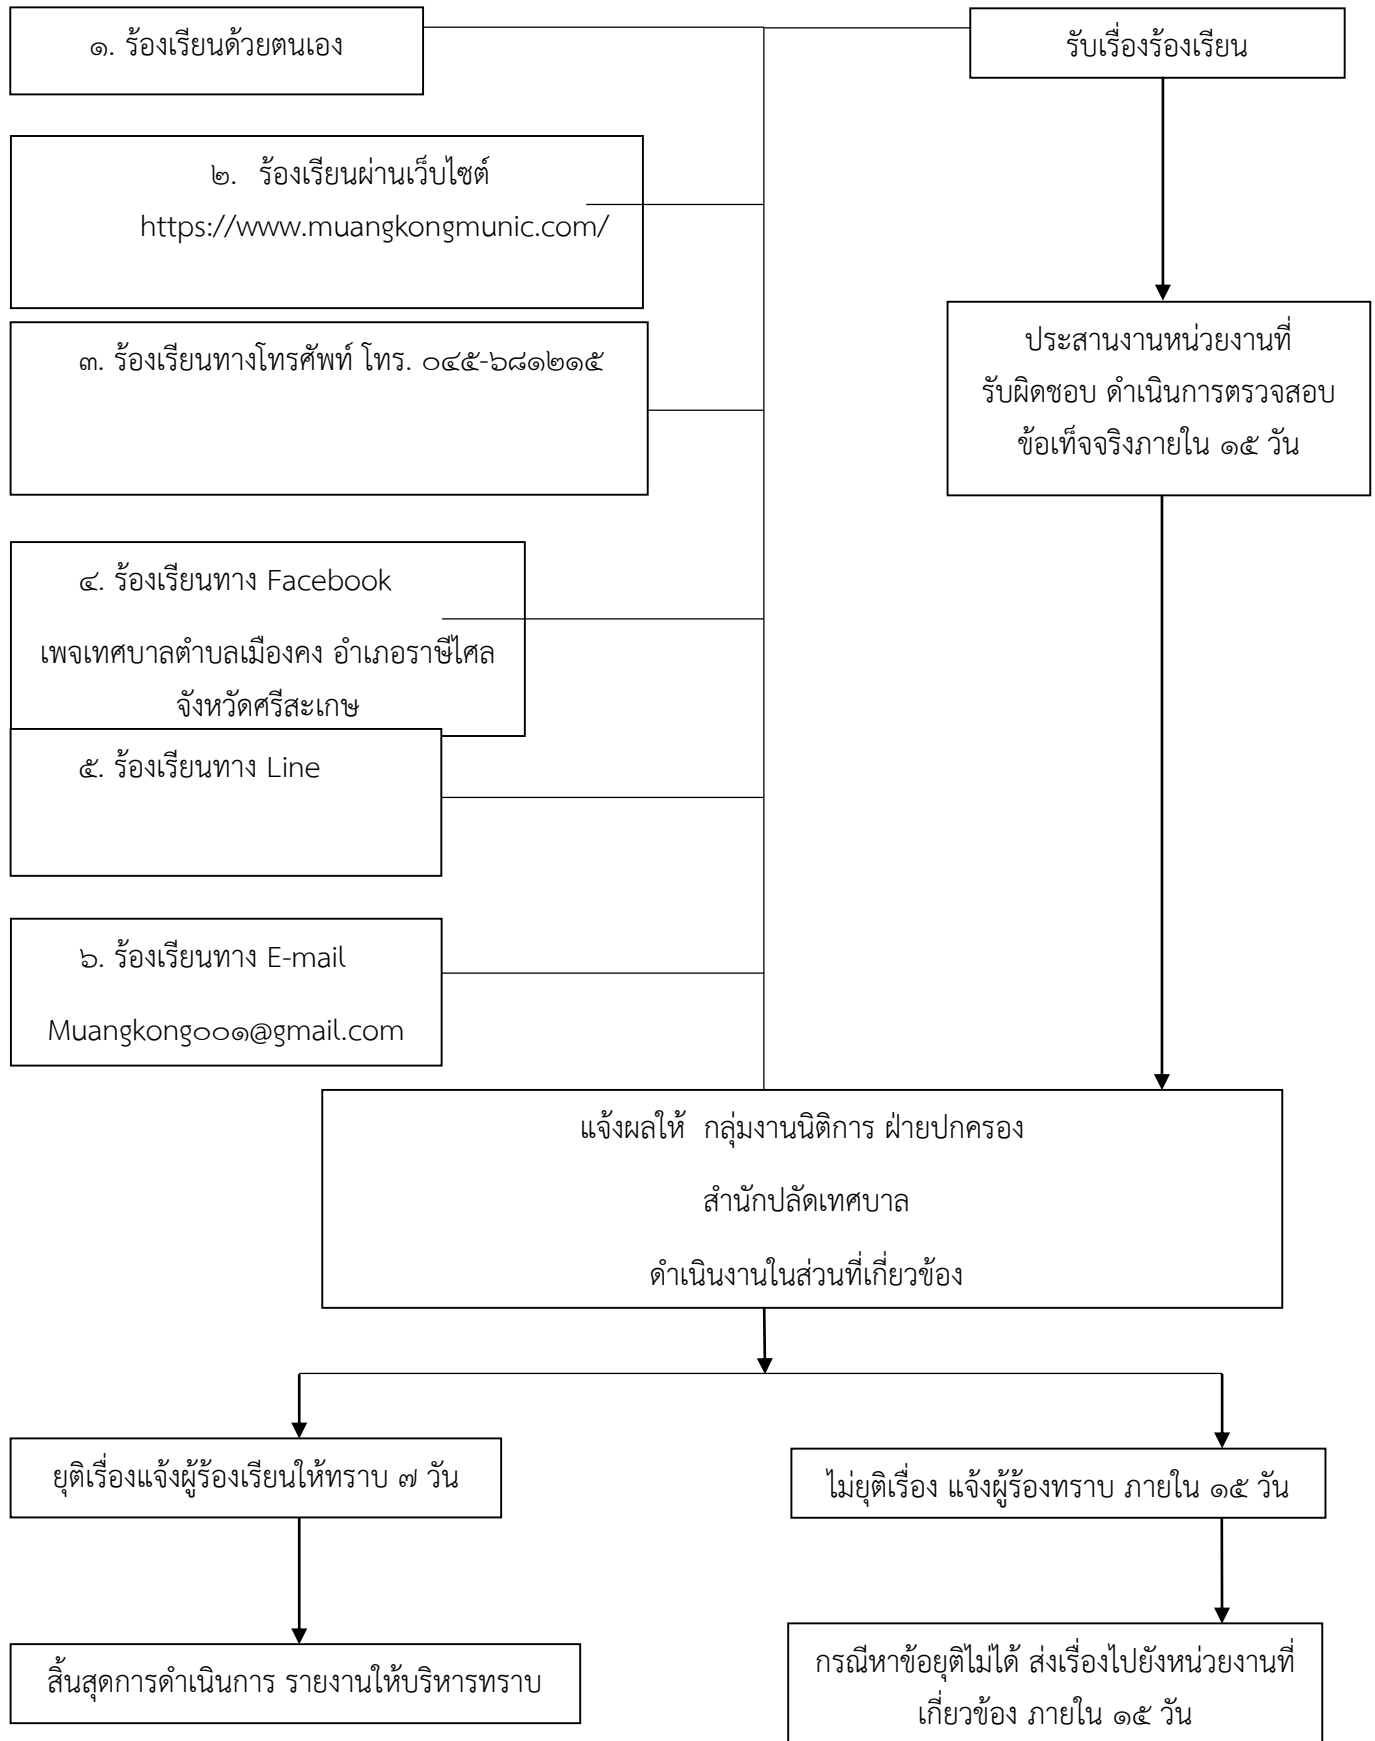 ๑. ร้องเรียนด้วยตนเอง
รับเรื่องร้องเรียน
๒. ร้องเรียนผ่านเว็บไซต์
https://www.muangkongmunic.com/
๓. ร้องเรียนทางโทรศัพท์ โทร. ๐๔๕-๖๘๑๒๑๕
ประสานงานหน่วยงานที่
รับผิดชอบ ดำเนินการตรวจสอบ
ข้อเท็จจริงภายใน ๑๕ วัน
๔. ร้องเรียนทาง Facebook
เพจเทศบาลตำบลเมืองคง อำเภอราษีไศล
จังหวัดศรีสะเกษ
๕. ร้องเรียนทาง Line
๖. ร้องเรียนทาง E-mail
Muangkong๐๐๑@gmail.com
แจ้งผลให้ กลุ่มงานนิติการ ฝ่ายปกครอง
สำนักปลัดเทศบาล
ดำเนินงานในส่วนที่เกี่ยวข้อง
ยุติเรื่องแจ้งผู้ร้องเรียนให้ทราบ ๗ วัน
ไม่ยุติเรื่อง แจ้งผู้ร้องทราบ ภายใน ๑๕ วัน
สิ้นสุดการดำเนินการ รายงานให้บริหารทราบ
กรณีหาข้อยุติไม่ได้ ส่งเรื่องไปยังหน่วยงานที่
เกี่ยวข้อง ภายใน ๑๕ วัน